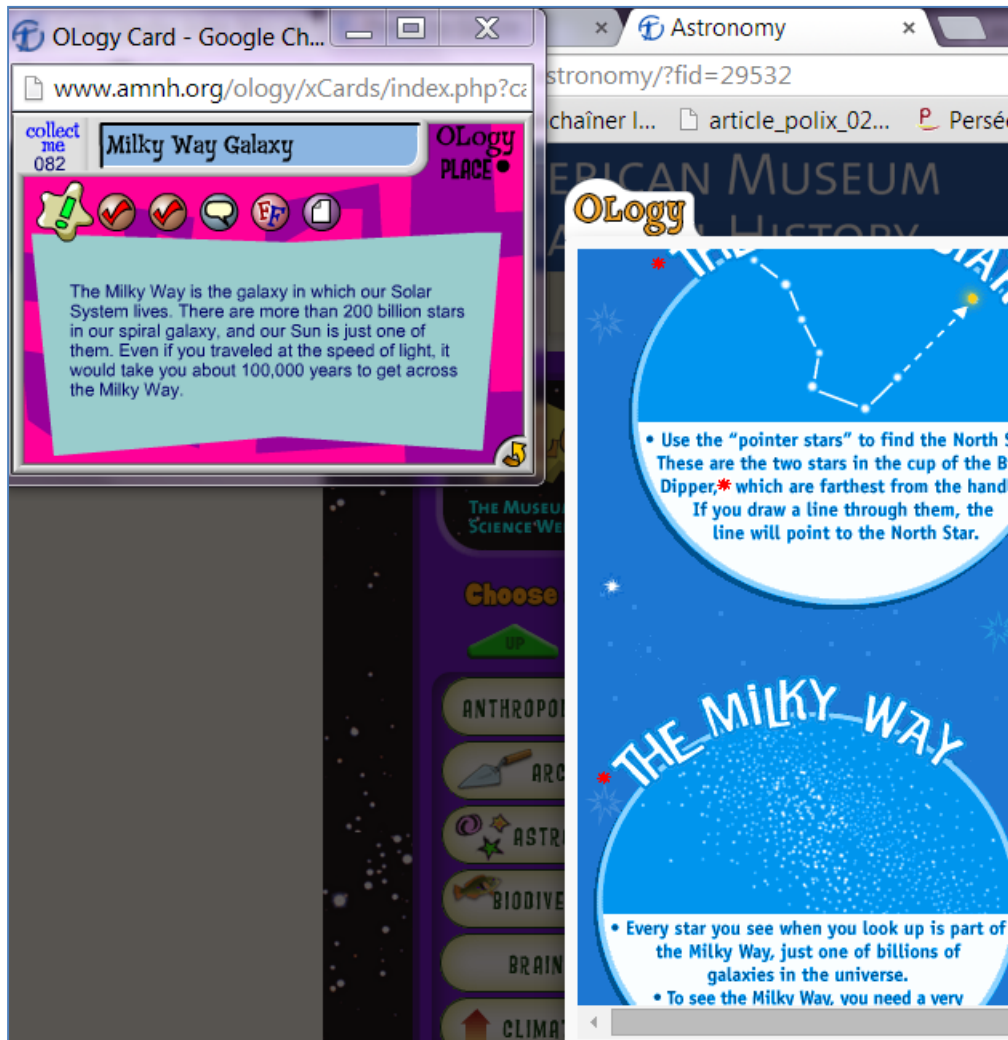 OLogy Card - Google Ch...
www.amnh.org/ology/xCards/index.php?ca
collect
me
082
Milky Way Galaxy
OLogy
PLACE
FF
The Milky Way is the galaxy in which our Solar
System lives. There are more than 200 billion stars
in our spiral galaxy, and our Sun is just one of
them. Even if you traveled at the speed of light, it
would take you about 100,000 years to get across
the Milky Way.
Astronomy
stronomy/?fid=29532
chaîner l... article_polix_02... Persé
ERICAN MUSEUM
HISTORY
OLogy
THE STAR
• Use the “pointer stars” to find the North S
These are the two stars in the cup of the B
Dipper,* which are farthest from the hand
If you draw a line through them, the
line will point to the North Star.
THE MUSEU
SCIENCE WE
Choose
UP
ANTHROPO
ARC
ASTR
BIODIVE
BRAIN
CLIMA
THE MILKY WAY
• Every star you see when you look up is part of
the Milky Way, just one of billions of
galaxies in the universe.
• To see the Milky Way, you need a very